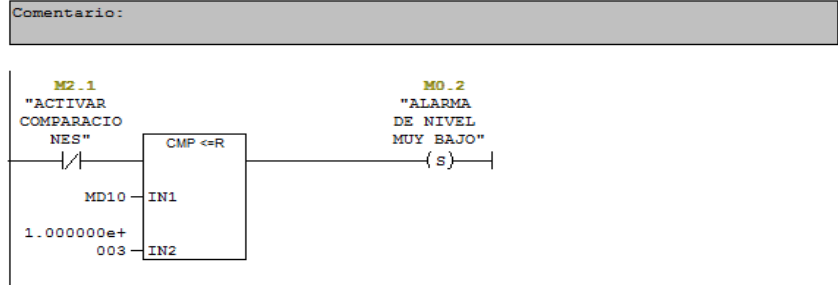 Comentario:
M2.1
"ACTIVAR
COMPARACIO
NES"
M0.2
"ALARMA
DE NIVEL
MUY BAJO"
CMP <=R
S
MD10
IN1
1.000000e+
003
IN2